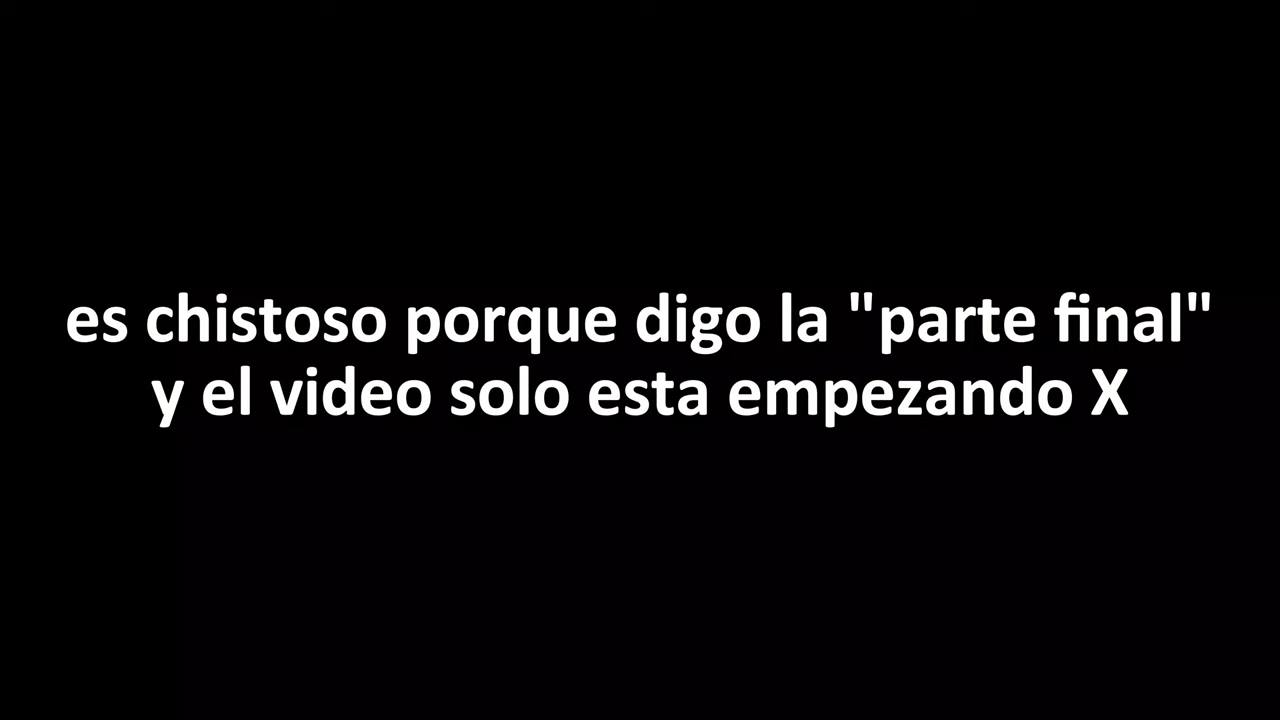 es chistoso porque digo la "parte final"
y el video solo esta empezando X